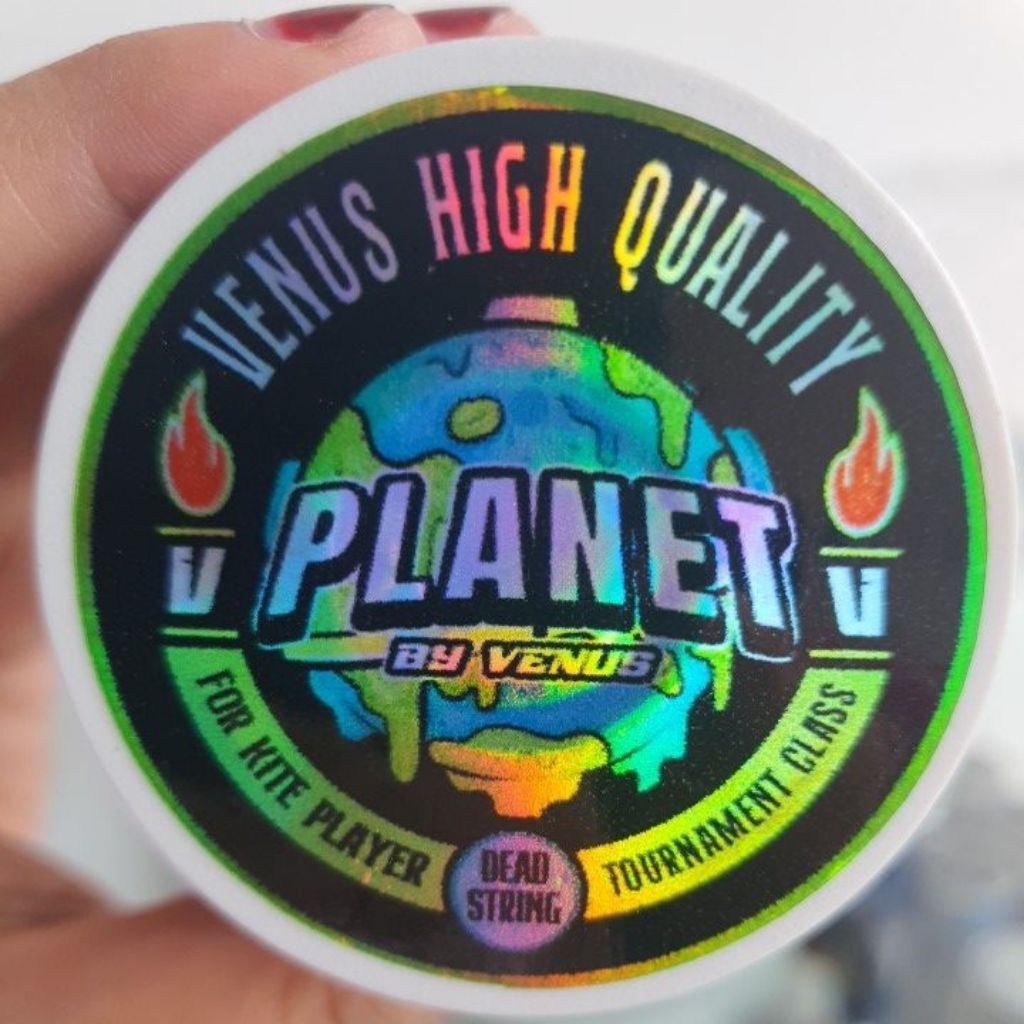 VENUS HIGH QUALITY
PLANET
BY VENUS
V
V
FOR KITE PLAYER
DEAD
STRING
TOURNAMENT CLASS